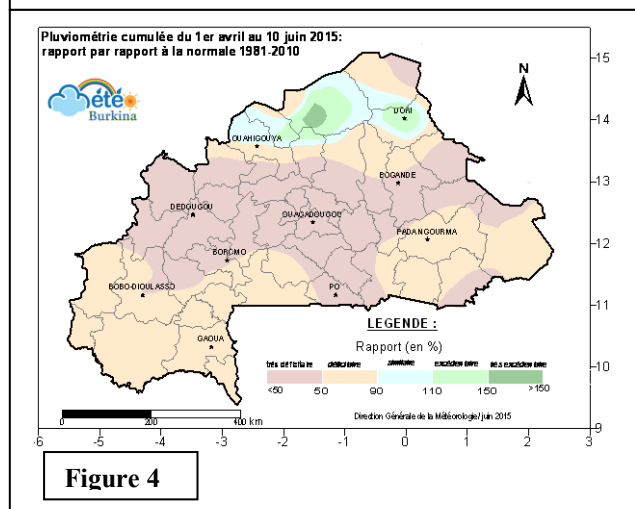 Pluviométrie cumulée du 1er avril au 10 juin 2015:
rapport par rapport à la normale 1981-2010
15
N
été
Burkina
DORI
14
OUAHIGOUYA
BOGANDE
13
DEDOUGOU
OUAGADOUGOU
FADANGOURMA
12
BOROMO
BOBO-DIOULASSO
PO
11
LEGENDE :
GAOUA
Rapport (en %)
10
très déficitaire déficitaire similaire excédentaire très excédentaire
<50 50 90 110 150 >150
0 200 400 km
Direction Générale de la Météorologie/ juin 2015
9
-6 -5 -4 -3 -2 -1 0 1 2 3
Figure 4